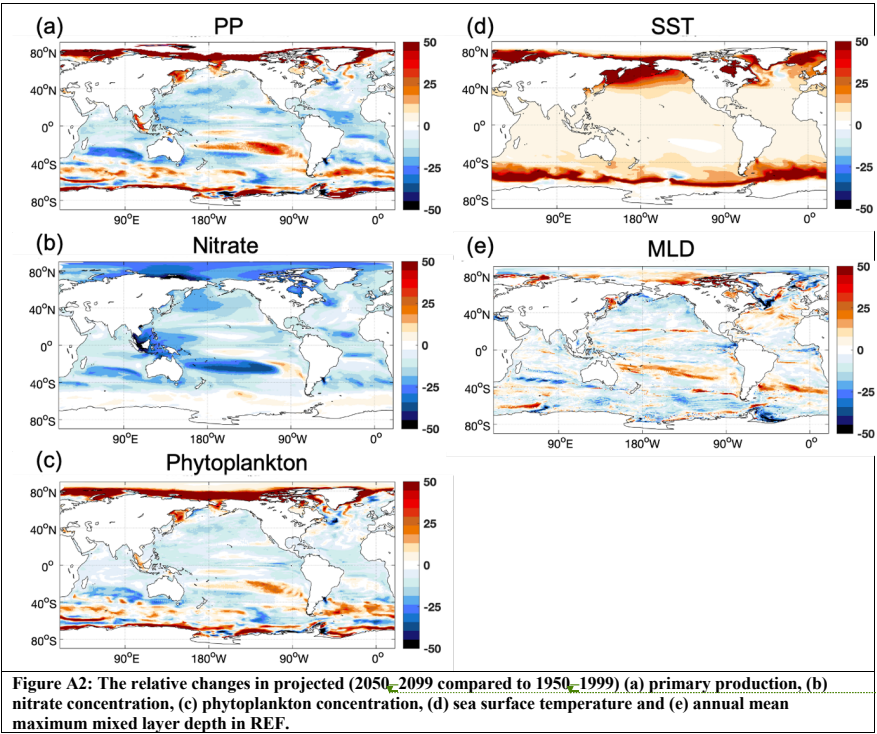 (a) PP
80°N
40°N
0°
40°S
80°S
90°E 180°W 90°W 0°
50
25
0
-25
-50
(d) SST
80°N
40°N
0°
40°S
80°S
90°E 180°W 90°W 0°
50
25
0
-25
-50
(b) Nitrate
80°N
40°N
0°
40°S
80°S
90°E 180°W 90°W 0°
50
25
0
-25
-50
(e) MLD
80°N
40°N
0°
40°S
80°S
90°E 180°W 90°W 0°
50
25
0
-25
-50
(c) Phytoplankton
80°N
40°N
0°
40°S
80°S
90°E 180°W 90°W 0°
50
25
0
-25
-50
Figure A2: The relative changes in projected (2050-2099 compared to 1950-1999) (a) primary production, (b)
nitrate concentration, (c) phytoplankton concentration, (d) sea surface temperature and (e) annual mean
maximum mixed layer depth in REF.